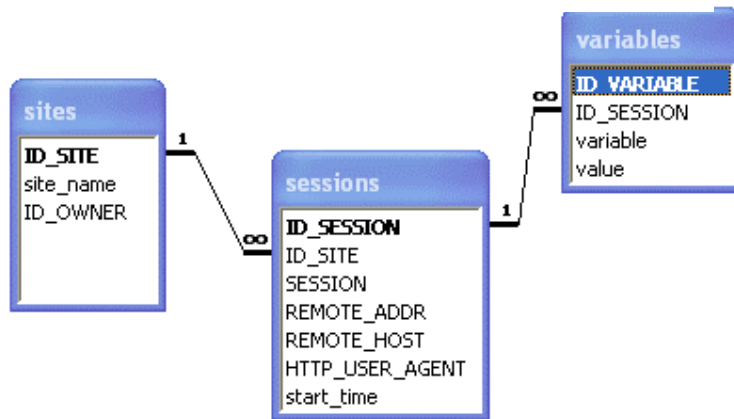 sites
ID_SITE
site_name
ID_OWNER
1
∞
sessions
ID_SESSION
ID_SITE
SESSION
REMOTE_ADDR
REMOTE_HOST
HTTP_USER_AGENT
start_time
1
∞
variables
ID_VARIABLE
ID_SESSION
variable
value